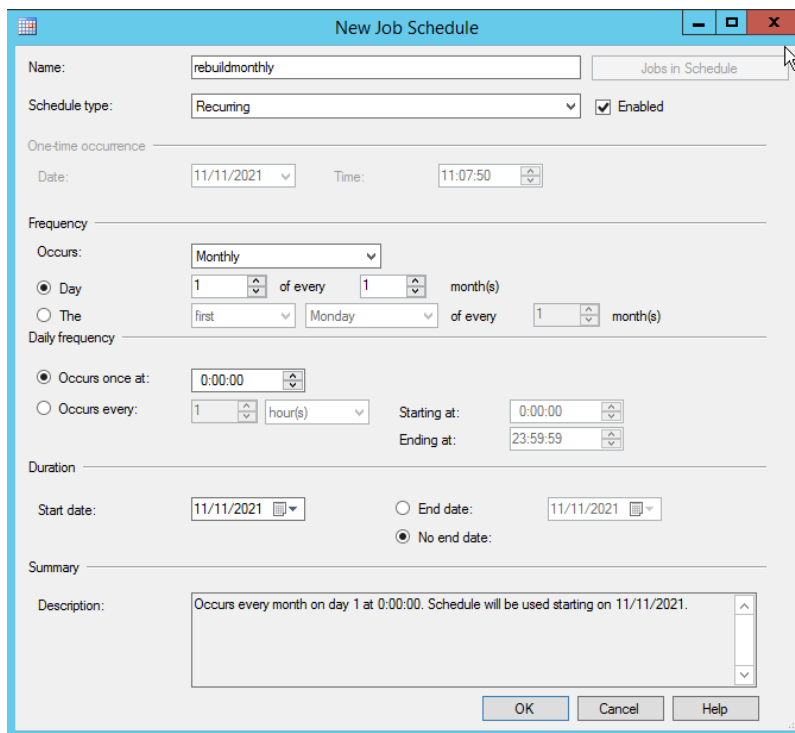 New Job Schedule
Name: rebuildmonthly Jobs in Schedule
Schedule type: Recurring Enabled
One-time occurrence
Date: 11/11/2021 Time: 11:07:50
Frequency
Occurs: Monthly
Day 1 of every 1 month(s)
The first Monday of every 1 month(s)
Daily frequency
Occurs once at: 0:00:00
Occurs every: 1 hour(s) Starting at: 0:00:00
Ending at: 23:59:59
Duration
Start date: 11/11/2021 End date: 11/11/2021
No end date:
Summary
Description: Occurs every month on day 1 at 0:00:00. Schedule will be used starting on 11/11/2021.
OK Cancel Help